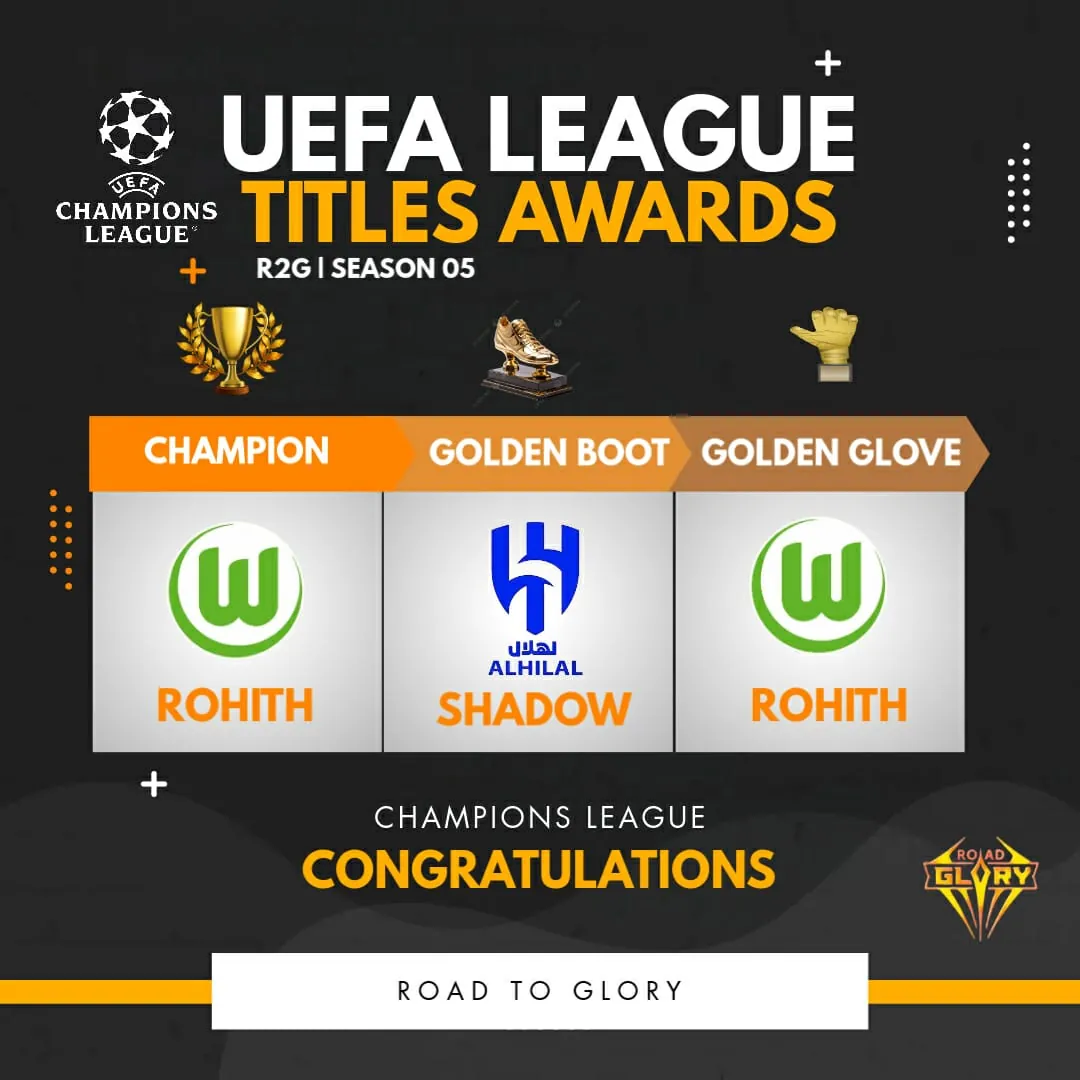 UEFA LEAGUE
TITLES AWARDS
R2G | SEASON 05
UEFA
CHAMPIONS
LEAGUE
CHAMPION
GOLDEN BOOT
GOLDEN GLOVE
W
ROHITH
الهلال
ALHILAL
SHADOW
W
ROHITH
CHAMPIONS LEAGUE
CONGRATULATIONS
ROAD
GLORY
ROAD TO GLORY